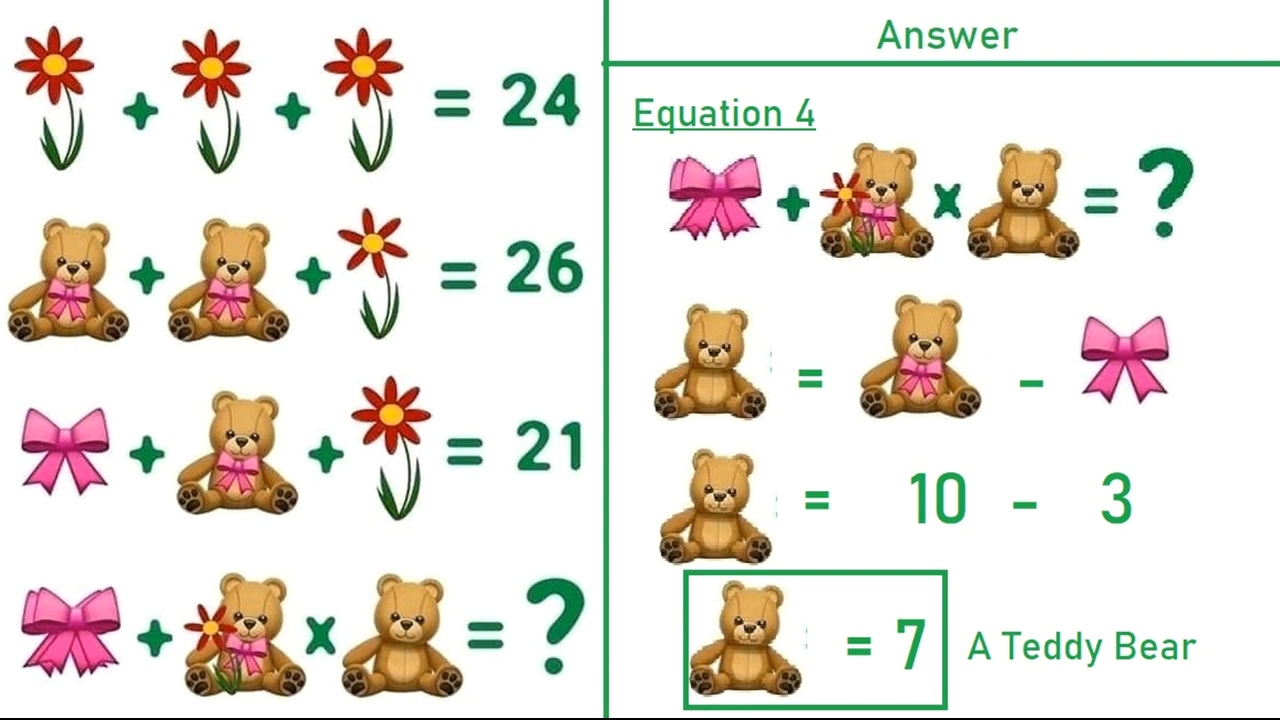 + + = 24
+ + = 26
+ + = 21
+ x = ?
Answer
Equation 4
+ x = ?
= -
= 10 - 3
= 7 A Teddy Bear